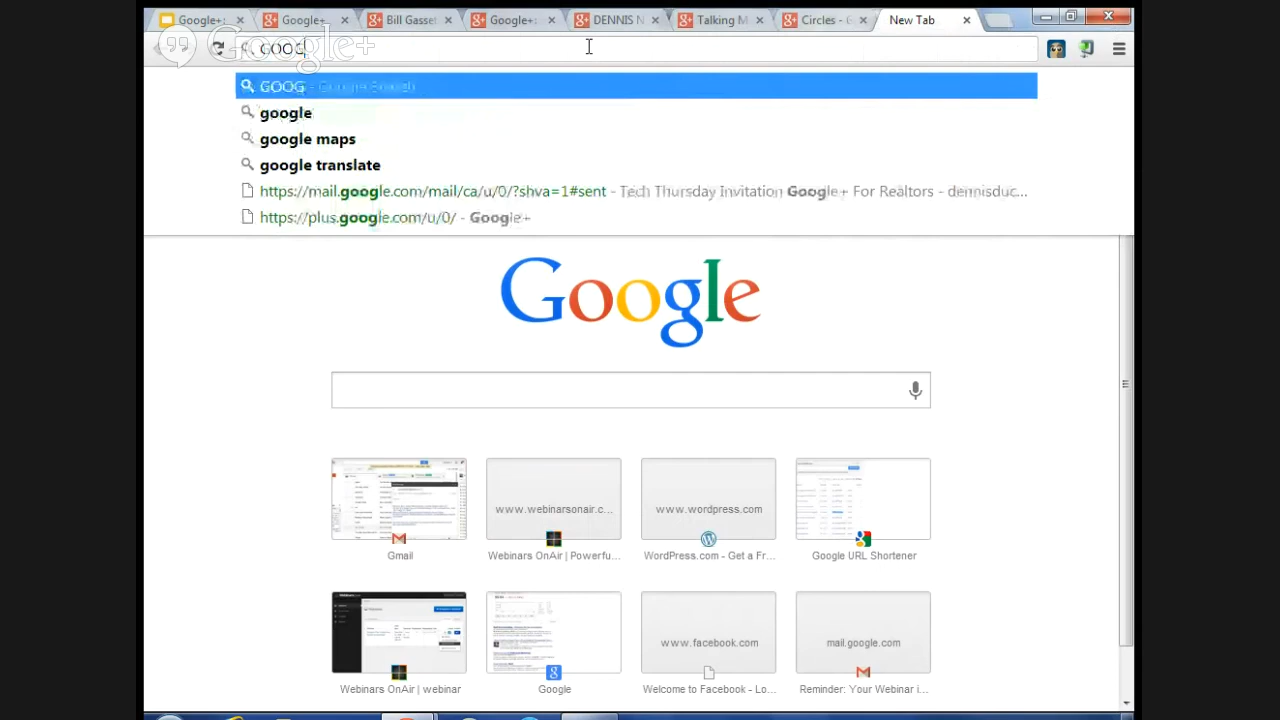 Google+: Google+ Bill Gasset Google+: DENNIS N Talking M Circles - G New Tab
GOOG
Google+
GOOG - Google Search
google
google maps
google translate
https://mail.google.com/mail/ca/u/0/?shva=1#sent - Tech Thursday Invitation Google+ For Realtors - dennisduc...
https://plus.google.com/u/0/ - Google+
Google
www.webinarsonair.c... www.wordpress.com
Gmail Webinars OnAir | Powerfu... WordPress.com - Get a Fr... Google URL Shortener
www.facebook.com mail.google.com
Webinars OnAir | webinar Google Welcome to Facebook - Lo... Reminder: Your Webinar i...